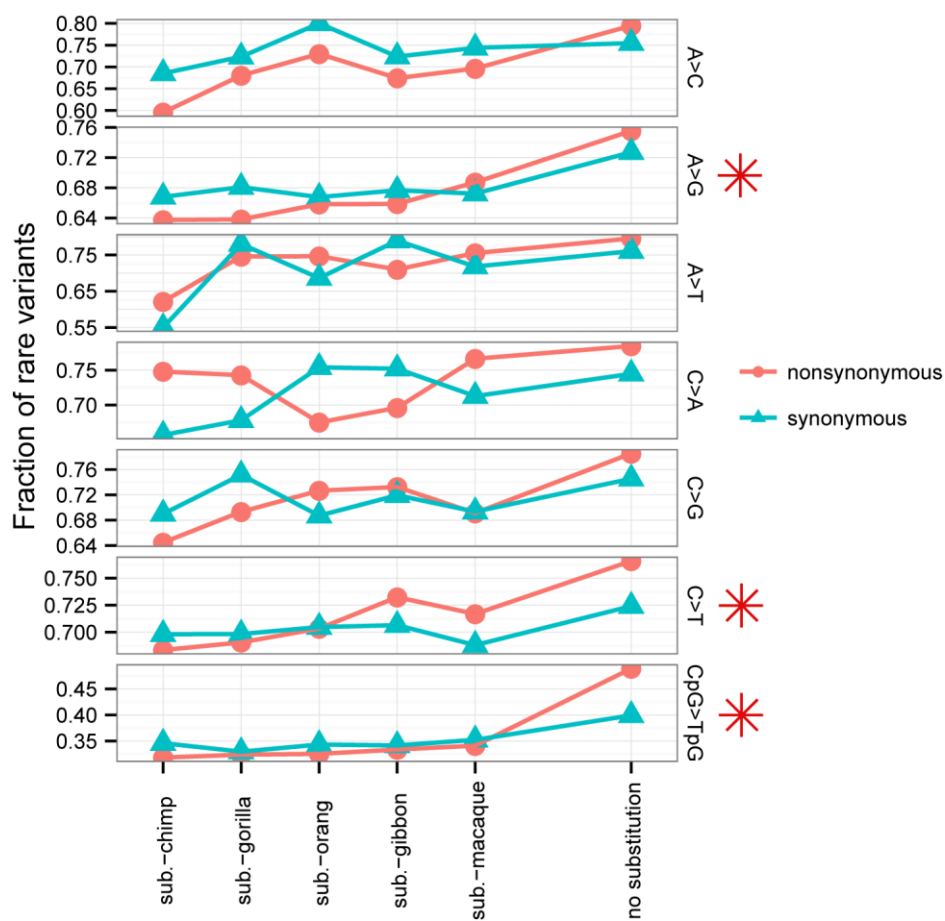 Fraction of rare variants
0.80
0.75
0.70
0.65
0.60
A>C
0.76
0.72
0.68
0.64
A>G
0.75
0.65
0.55
A>T
0.75
0.70
C>A
0.76
0.72
0.68
0.64
C>G
0.750
0.725
0.700
C>T
0.45
0.40
0.35
CpG>TpG
sub.-chimp
sub.-gorilla
sub.-orang
sub.-gibbon
sub.-macaque
no substitution
nonsynonymous
synonymous